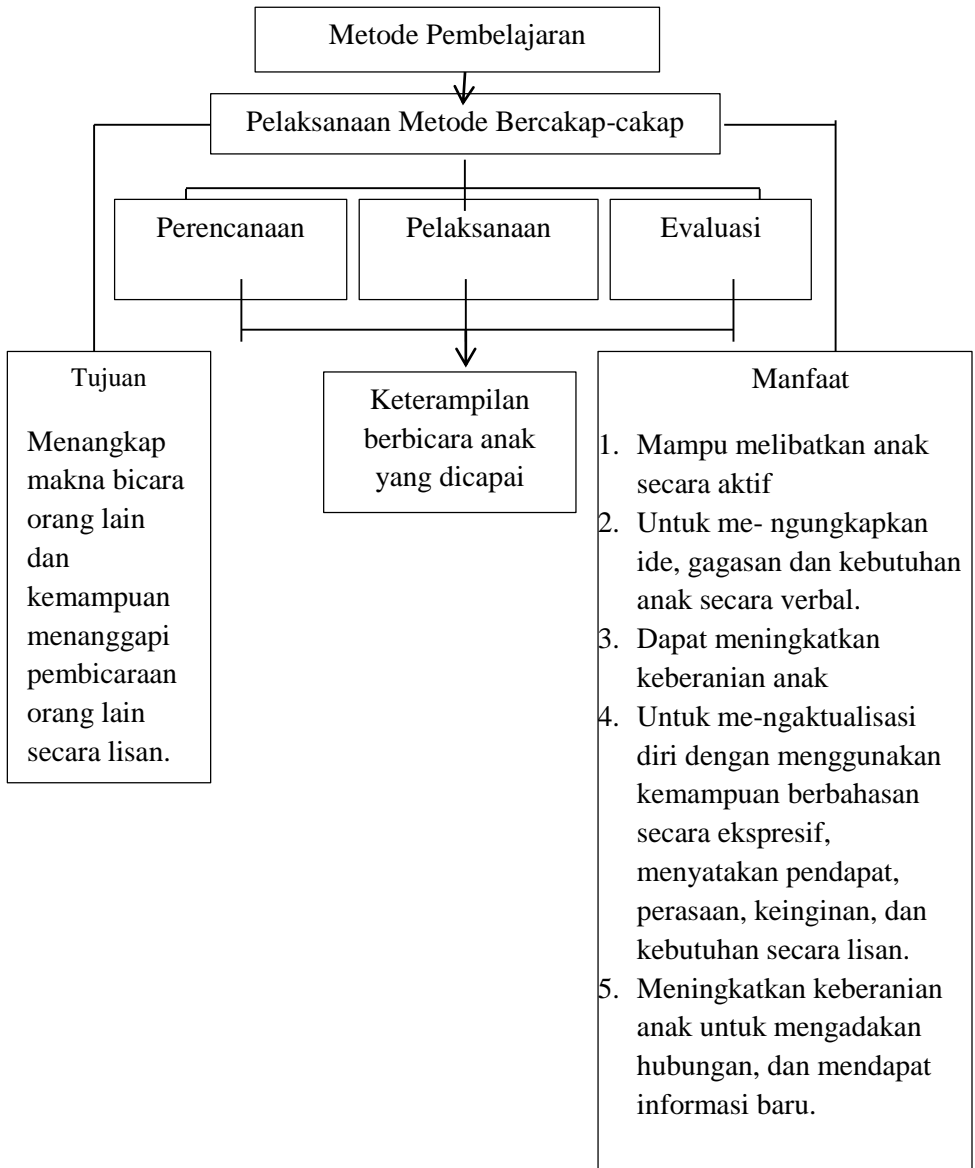 Metode Pembelajaran
Pelaksanaan Metode Bercakap-cakap
Perencanaan
Pelaksanaan
Evaluasi
Tujuan
Menangkap
makna bicara
orang lain
dan
kemampuan
menanggapi
pembicaraan
orang lain
secara lisan.
Keterampilan
berbicara anak
yang dicapai
Manfaat
1. Mampu melibatkan anak
secara aktif
2. Untuk me- ngungkapkan
ide, gagasan dan kebutuhan
anak secara verbal.
3. Dapat meningkatkan
keberanian anak
4. Untuk me-ngaktualisasi
diri dengan menggunakan
kemampuan berbahasan
secara ekspresif,
menyatakan pendapat,
perasaan, keinginan, dan
kebutuhan secara lisan.
5. Meningkatkan keberanian
anak untuk mengadakan
hubungan, dan mendapat
informasi baru.